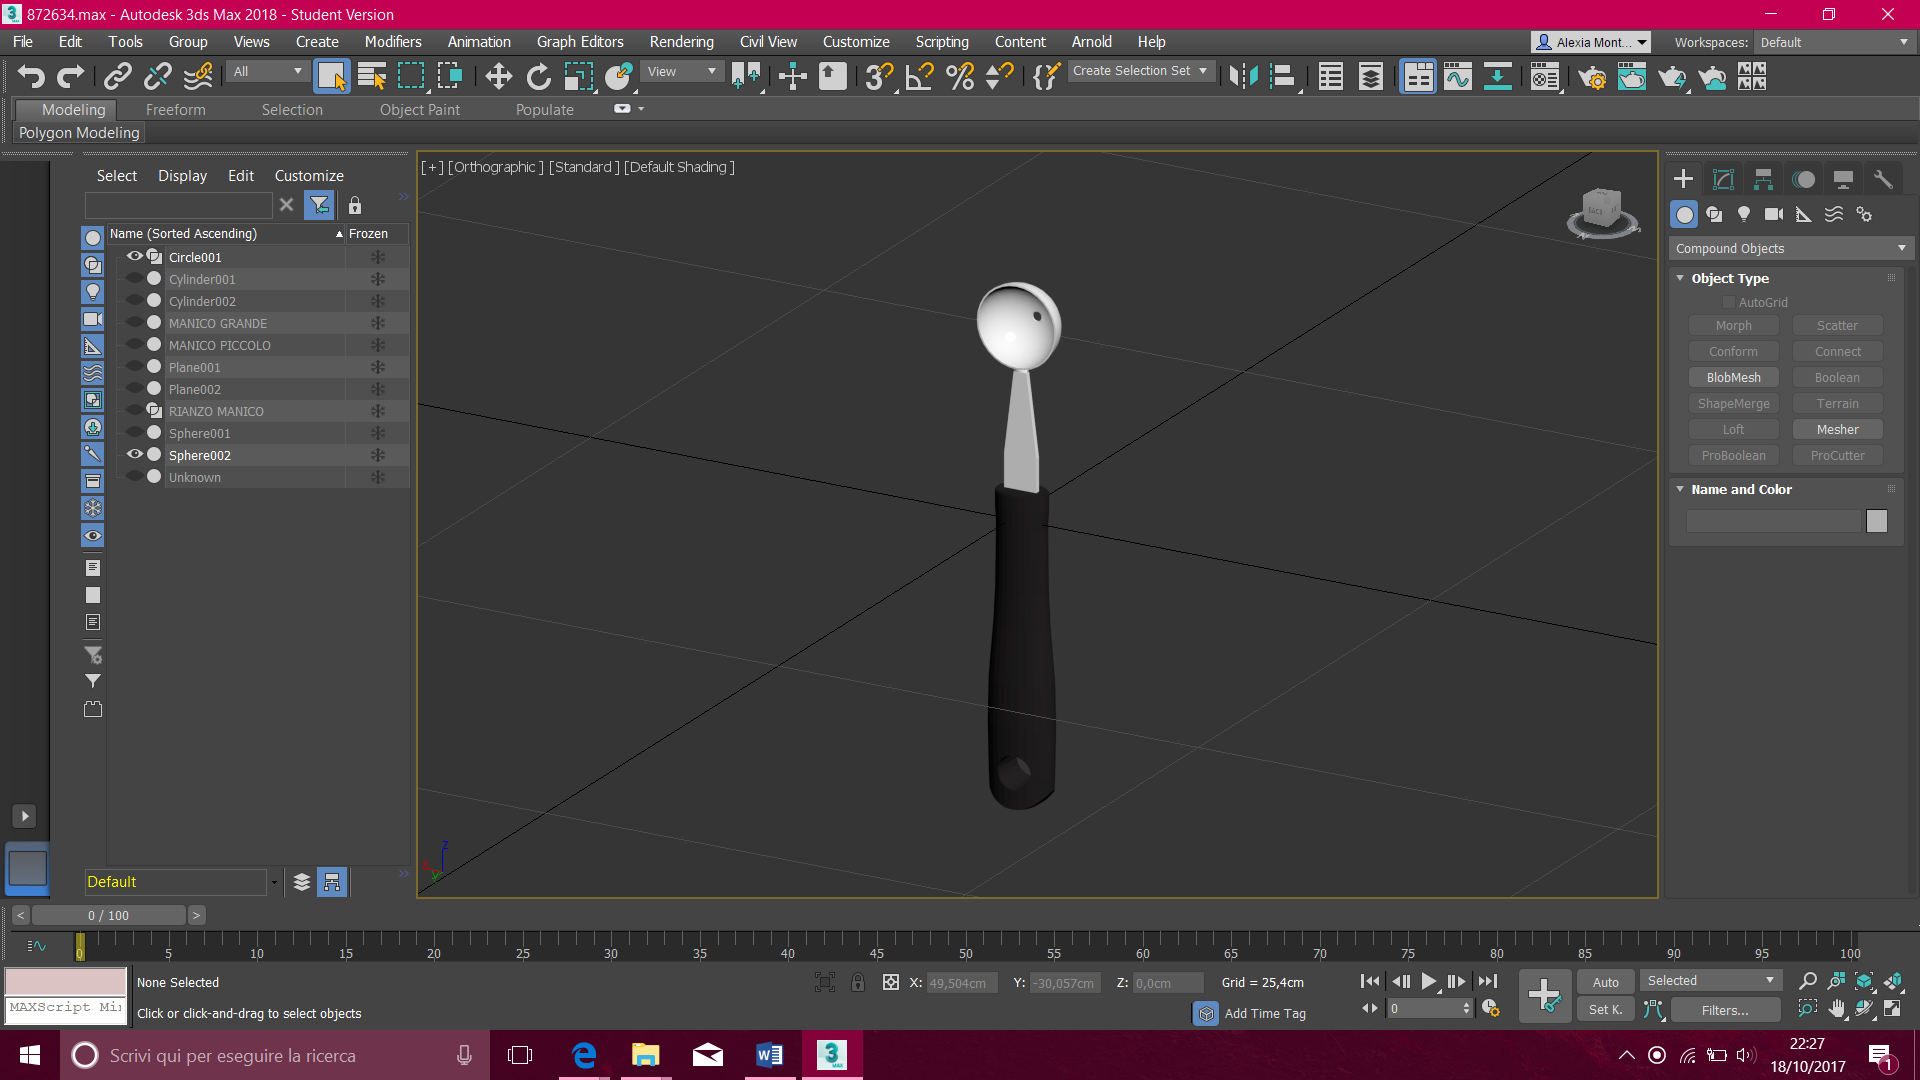 872634.max - Autodesk 3ds Max 2018 - Student Version
File Edit Tools Group Views Create Modifiers Animation Graph Editors Rendering Civil View Customize Scripting Content Arnold Help
Alexia Mont... Workspaces: Default
All View Create Selection Set
Modeling Freeform Selection Object Paint Populate
Polygon Modeling
Select Display Edit Customize
Name (Sorted Ascending) Frozen
Circle001
Cylinder001
Cylinder002
MANICO GRANDE
MANICO PICCOLO
Plane001
Plane002
RIANZO MANICO
Sphere001
Sphere002
Unknown
Default
[+] [Orthographic ] [Standard ] [Default Shading ]
z
x
y
Compound Objects
Object Type
AutoGrid
Morph Scatter
Conform Connect
BlobMesh Boolean
ShapeMerge Terrain
Loft Mesher
ProBoolean ProCutter
Name and Color
< 0 / 100 >
0 5 10 15 20 25 30 35 40 45 50 55 60 65 70 75 80 85 90 95 100
None Selected X: 49,504cm Y: -30,057cm Z: 0,0cm Grid = 25,4cm
Auto Selected
MAXScript Mi
Click or click-and-drag to select objects
Add Time Tag
0
Set K. Filters...
Scrivi qui per eseguire la ricerca
22:27
18/10/2017
1